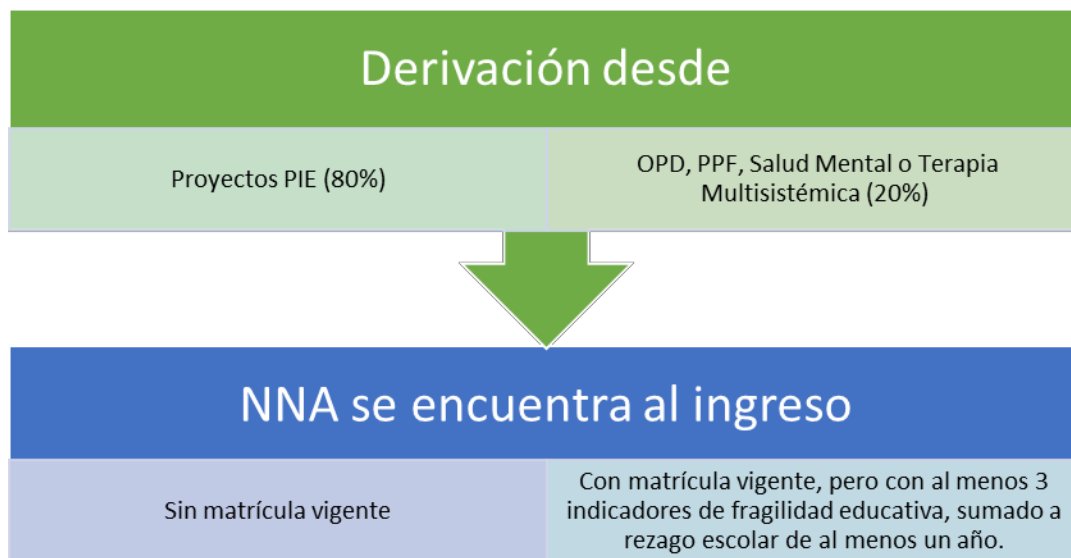 Derivación desde
Proyectos PIE (80%)
OPD, PPF, Salud Mental o Terapia
Multisistémica (20%)
NNA se encuentra al ingreso
Sin matrícula vigente
Con matrícula vigente, pero con al menos 3
indicadores de fragilidad educativa, sumado a
rezago escolar de al menos un año.